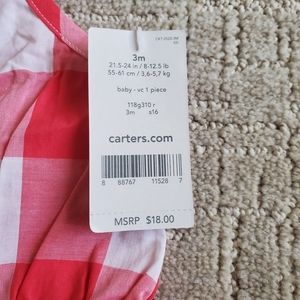 3m
21.5-24 in / 8-12.5 lb
55-61 cm / 3,6-5,7 kg
baby - vc 1 piece
118g310 r
3m s16
carters.com
8 88767 11528 7
MSRP $18.00